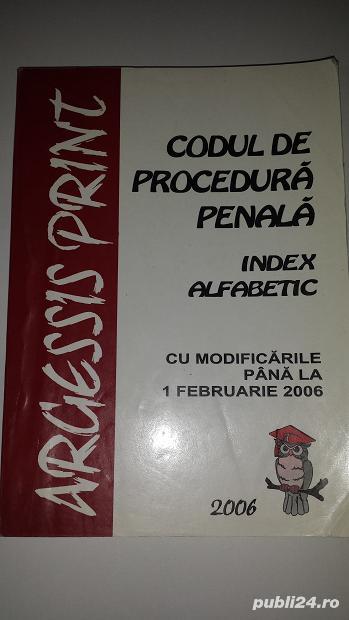 ARGESSIS PRINT
CODUL DE
PROCEDURĂ
PENALĂ
INDEX
ALFABETIC
CU MODIFICĂRILE
PÂNĂ LA
1 FEBRUARIE 2006
2006
publi24.ro